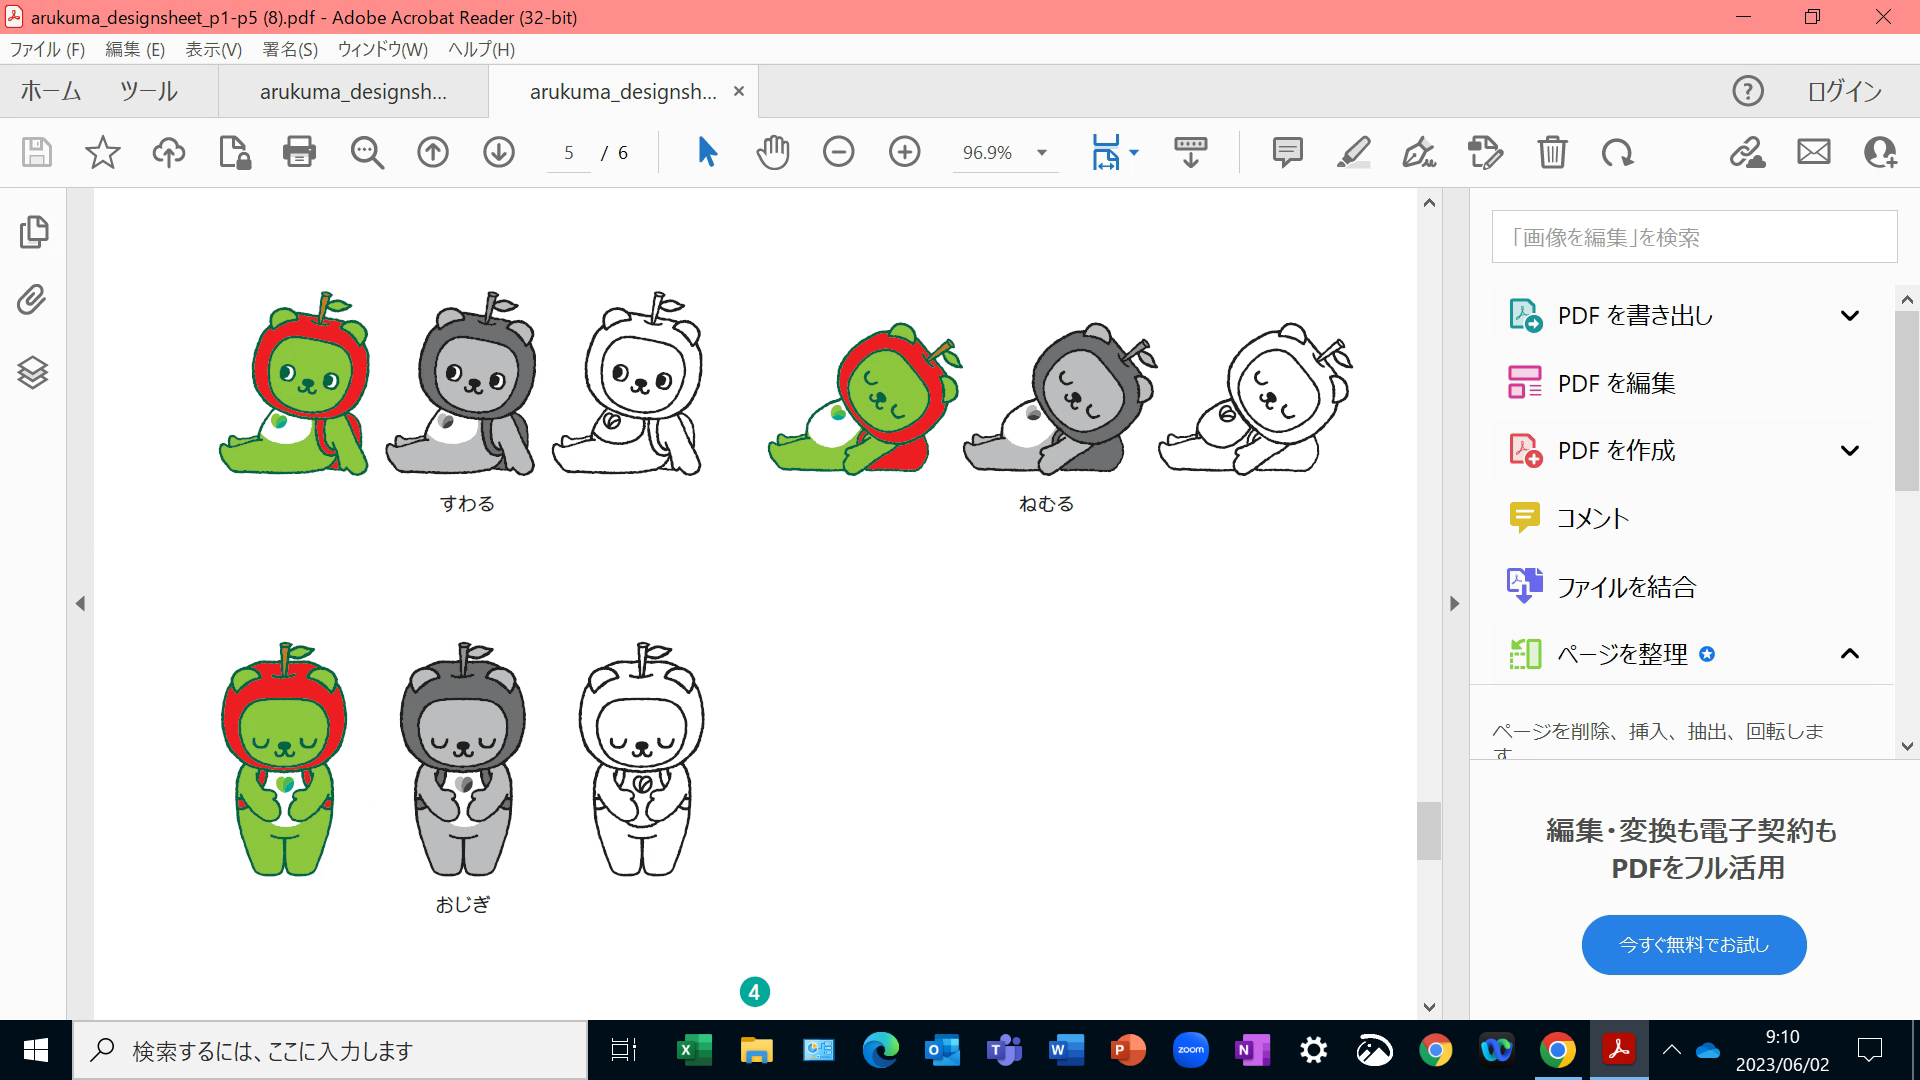 arukuma_designsheet_p1-p5 (8).pdf - Adobe Acrobat Reader (32-bit)
ファイル (F) 編集 (E) 表示(V) 署名(S) ウィンドウ(W) ヘルプ(H)
ホーム ツール arukuma_designsh... arukuma_designsh... × ? ログイン
5 / 6 96.9%
「画像を編集」を検索
PDF を書き出し
PDF を編集
PDF を作成
コメント
ファイルを結合
ページを整理
ページを削除、挿入、抽出、回転しま
す
編集・変換も電子契約も
PDFをフル活用
今すぐ無料でお試し
すわる ねむる
おじぎ
4
検索するには、ここに入力します
zoom
9:10
2023/06/02